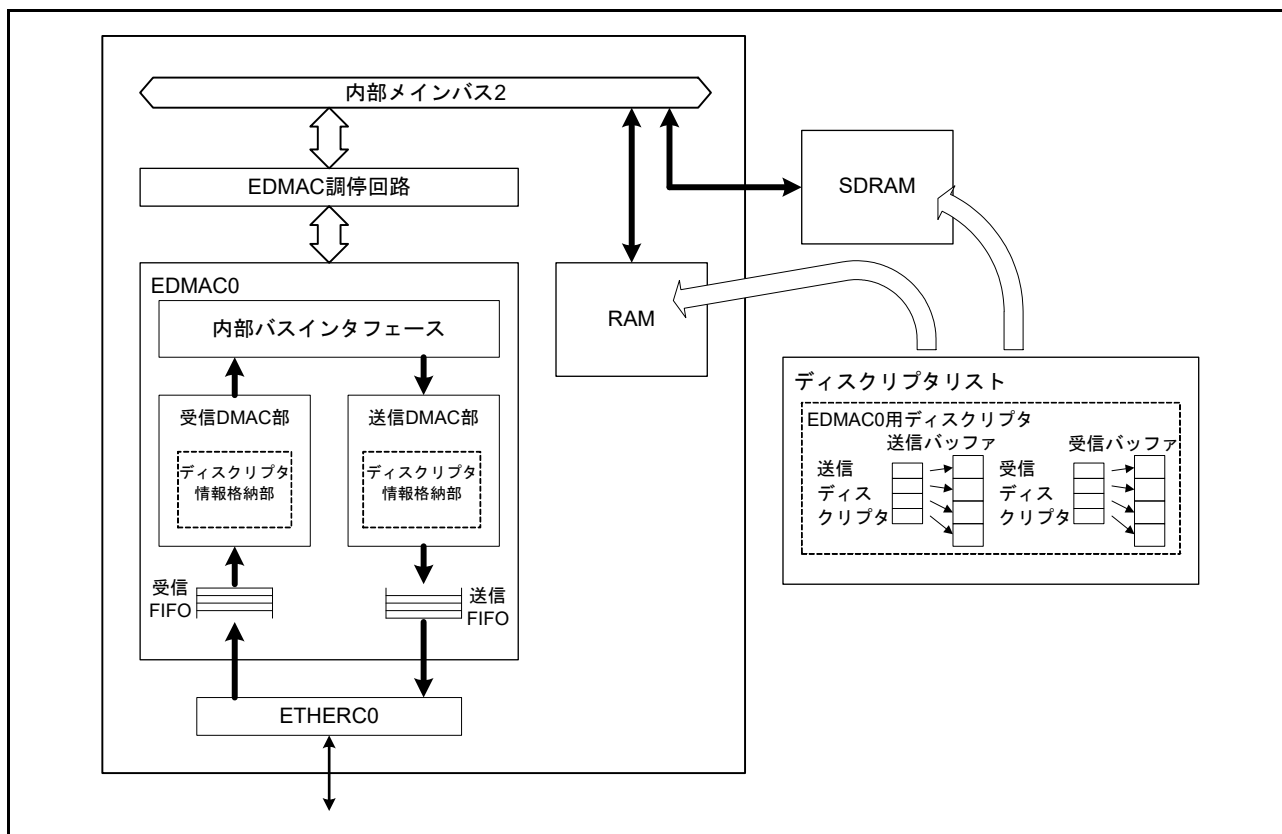 内部メインバス2
EDMAC調停回路
SDRAM
EDMAC0
内部バスインタフェース
RAM
受信DMAC部
送信DMAC部
ディスクリプタ
情報格納部
ディスクリプタ
情報格納部
受信
FIFO
送信
FIFO
ETHERC0
ディスクリプタリスト
EDMAC0用ディスクリプタ
送信バッファ
受信バッファ
送信
ディス
クリプタ
受信
ディス
クリプタ